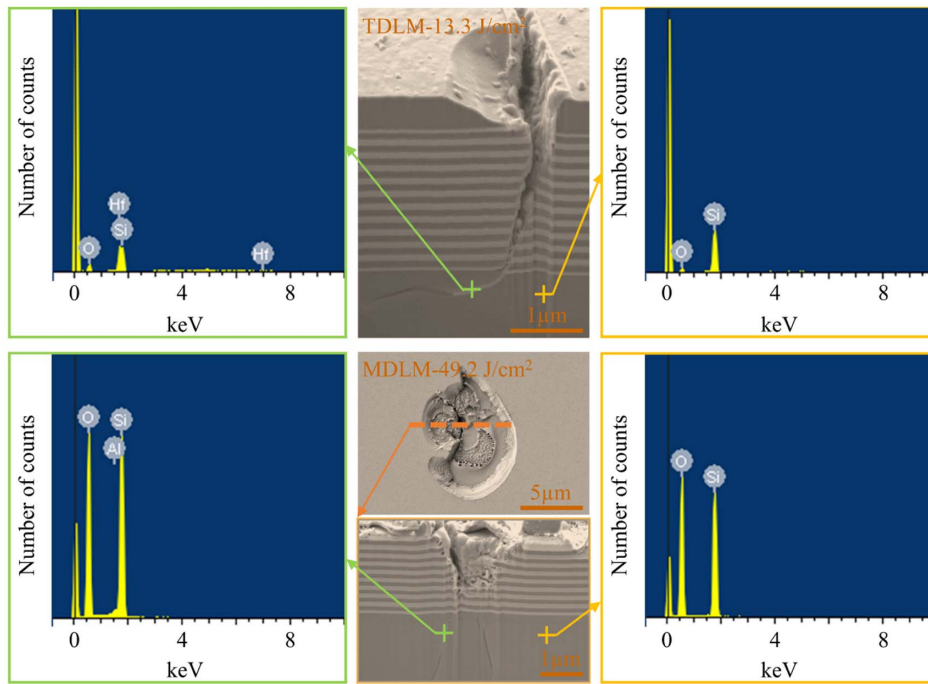 Number of counts
Hf
O
Si
Hf
0
4
8
keV
TDLM-13.3 J/cm²
1μm
Number of counts
Si
O
0
4
8
keV
Number of counts
O
Si
Al
0
4
8
keV
MDLM-49.2 J/cm²
5μm
1μm
Number of counts
O
Si
0
4
8
keV